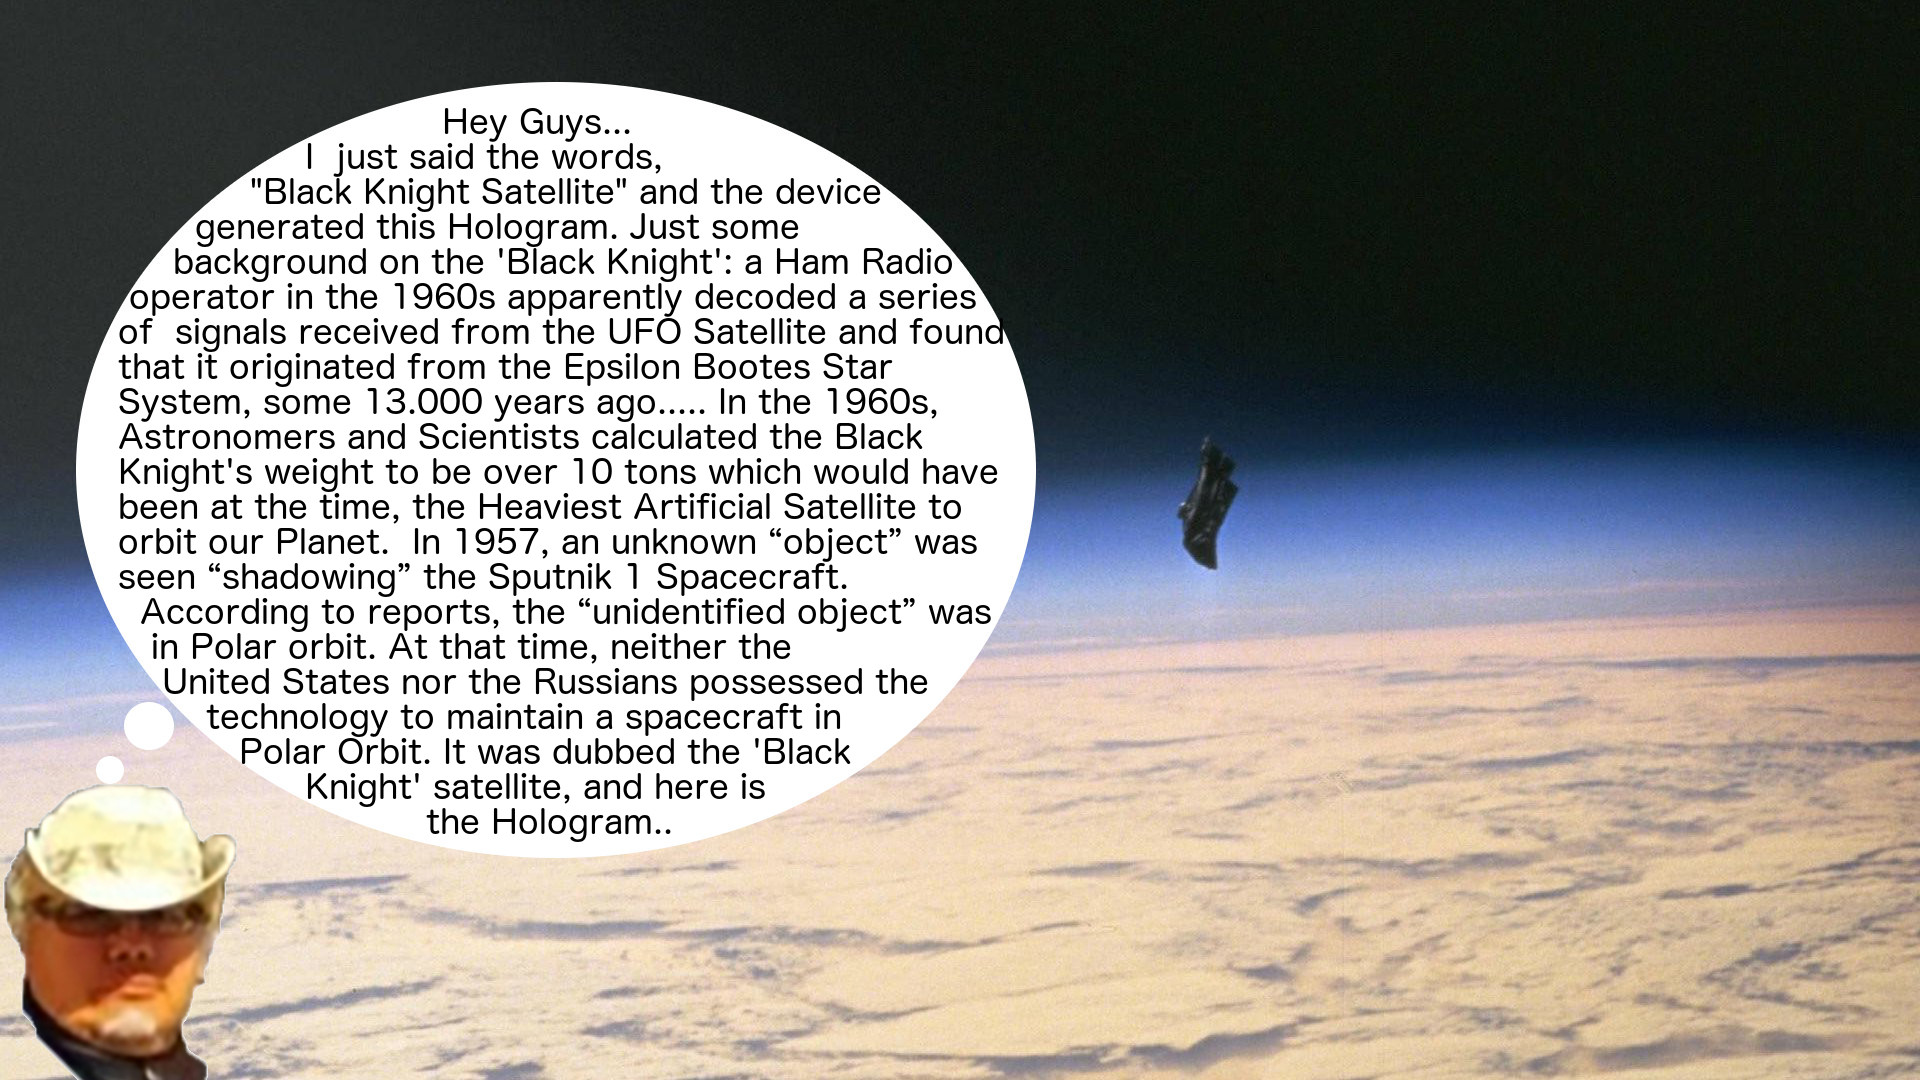 Hey Guys...
I  just said the words,
"Black Knight Satellite" and the device
generated this Hologram. Just some
background on the 'Black Knight': a Ham Radio
operator in the 1960s apparently decoded a series
of  signals received from the UFO Satellite and found
that it originated from the Epsilon Bootes Star
System, some 13.000 years ago..... In the 1960s,
Astronomers and Scientists calculated the Black
Knight's weight to be over 10 tons which would have
been at the time, the Heaviest Artificial Satellite to
orbit our Planet.  In 1957, an unknown “object” was
seen “shadowing” the Sputnik 1 Spacecraft.
According to reports, the “unidentified object” was
in Polar orbit. At that time, neither the
United States nor the Russians possessed the
technology to maintain a spacecraft in
Polar Orbit. It was dubbed the 'Black
Knight' satellite, and here is
the Hologram..